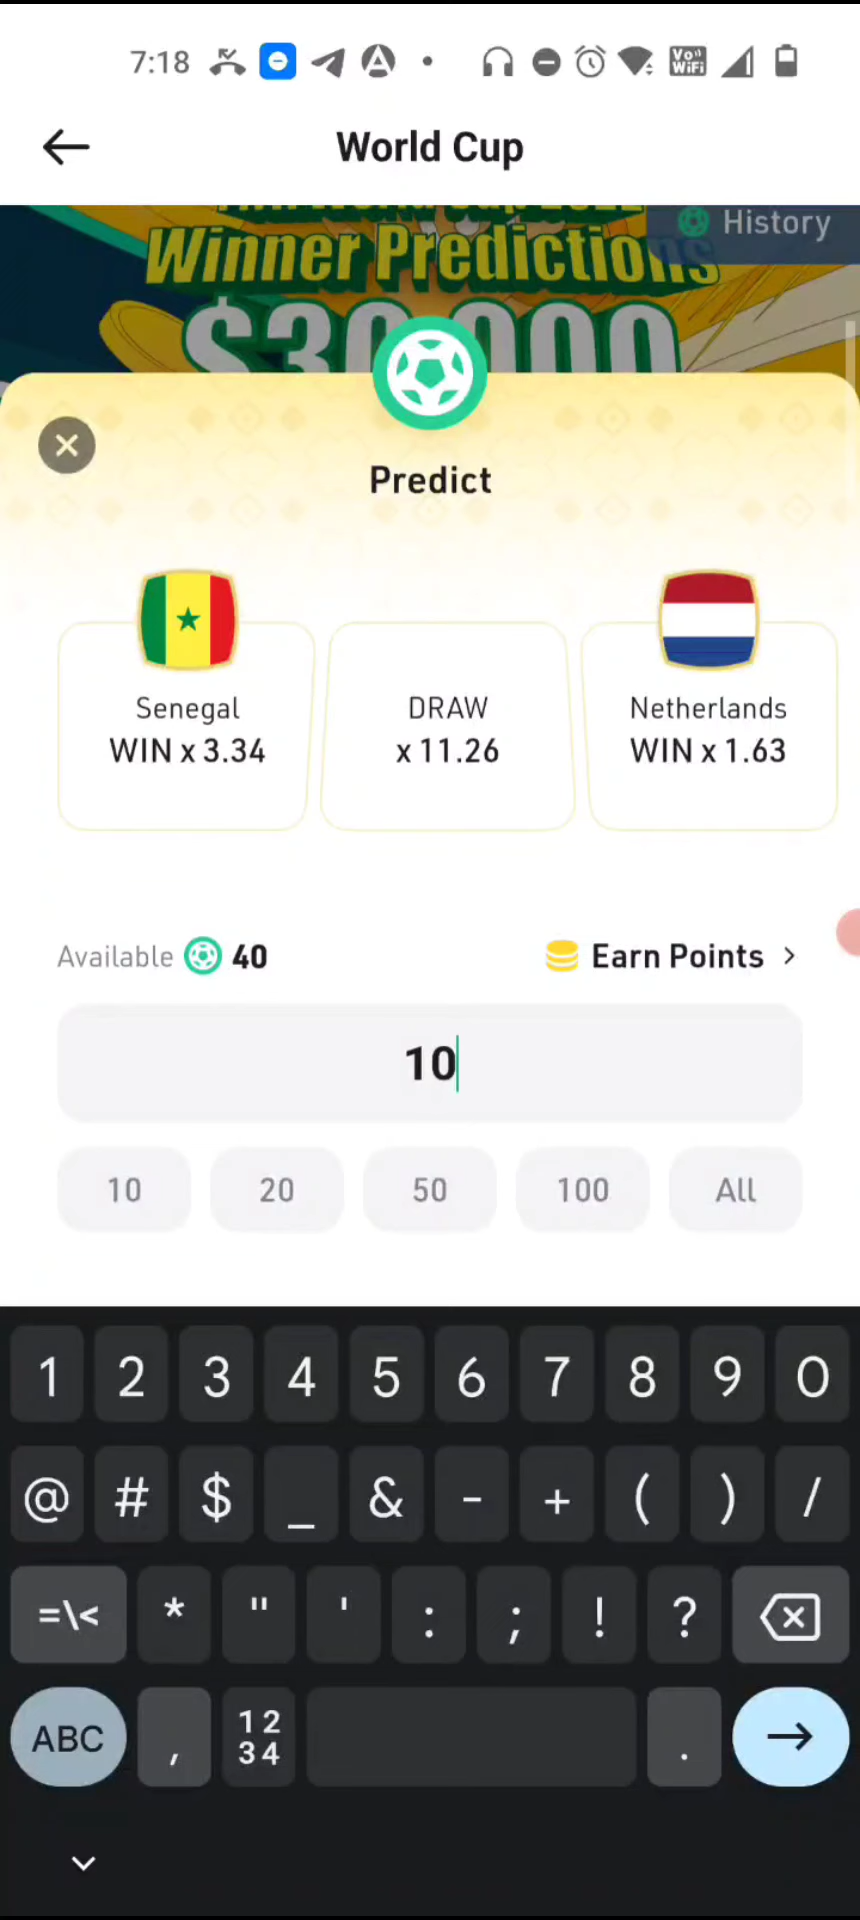 7:18 Vo)) WiFi
World Cup
History
Winner Predictions
Predict
Senegal DRAW Netherlands
WIN x 3.34 x 11.26 WIN x 1.63
Available 40 Earn Points >
10
10 20 50 100 All
1 2 3 4 5 6 7 8 9 0
@ # $ _ & - + ( ) /
=\< * " ' : ; ! ?
ABC , 12 34 .